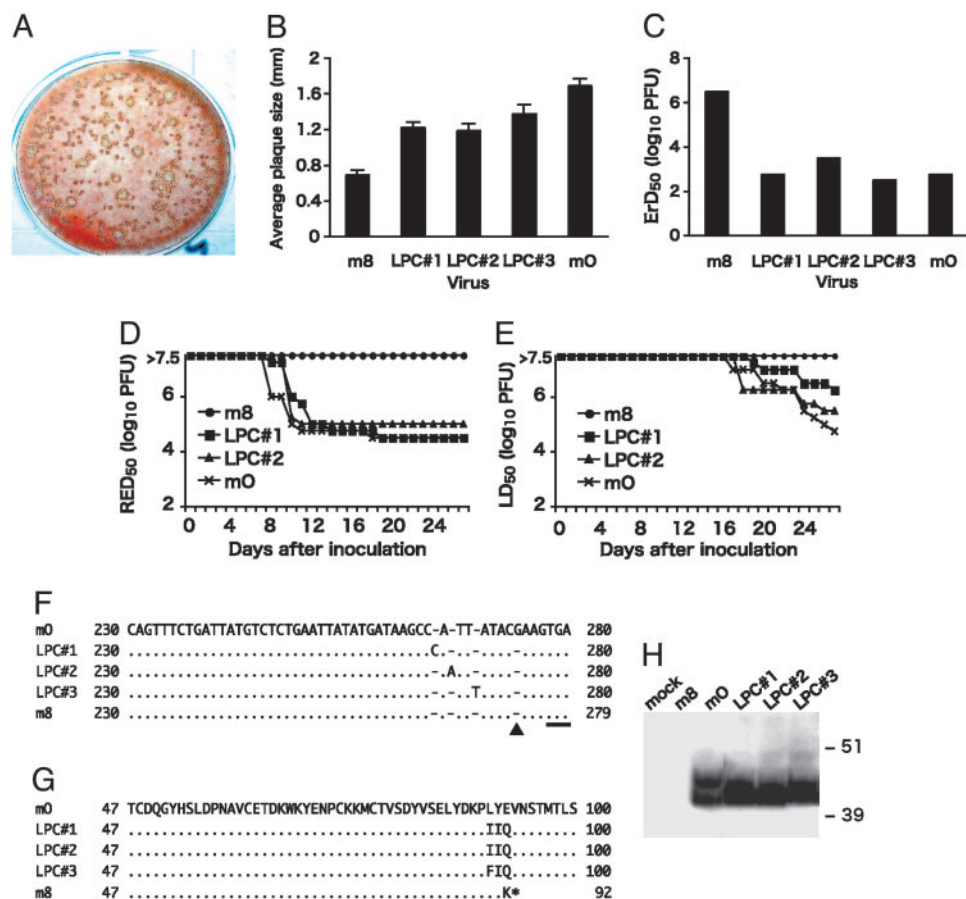 A
B
Average plaque size (mm)
2
1.6
1.2
0.8
0.4
0
m8 LPC#1 LPC#2 LPC#3 mO
Virus
C
ErD50 (log10 PFU)
8
6
4
2
0
m8 LPC#1 LPC#2 LPC#3 mO
Virus
D
RED50 (log10 PFU)
>7.5
6
4
2
m8
LPC#1
LPC#2
mO
0 4 8 12 16 20 24
Days after inoculation
E
LD50 (log10 PFU)
>7.5
6
4
2
m8
LPC#1
LPC#2
mO
0 4 8 12 16 20 24
Days after inoculation
F
mO 230 CAGTTTCTGATTATGTCTCTGAATTATATGATAAGCC-A-TT-ATACGAAGTGA 280
LPC#1 230 .....................................C.-..-....-...... 280
LPC#2 230 .....................................-.A..-....-...... 280
LPC#3 230 .....................................-.-..T....-...... 280
m8 230 .....................................-.-..-....-...... 279
G
mO 47 TCDQGYHSLDPNAVCETDKWKYENPCKKMCTVSDYVSELYDKPLYEVNSTMTLS 100
LPC#1 47 ...........................................IIQ........ 100
LPC#2 47 ...........................................IIQ........ 100
LPC#3 47 ...........................................FIQ........ 100
m8 47 .............................................K* 92
H
mock m8 mO LPC#1 LPC#2 LPC#3
- 51
- 39